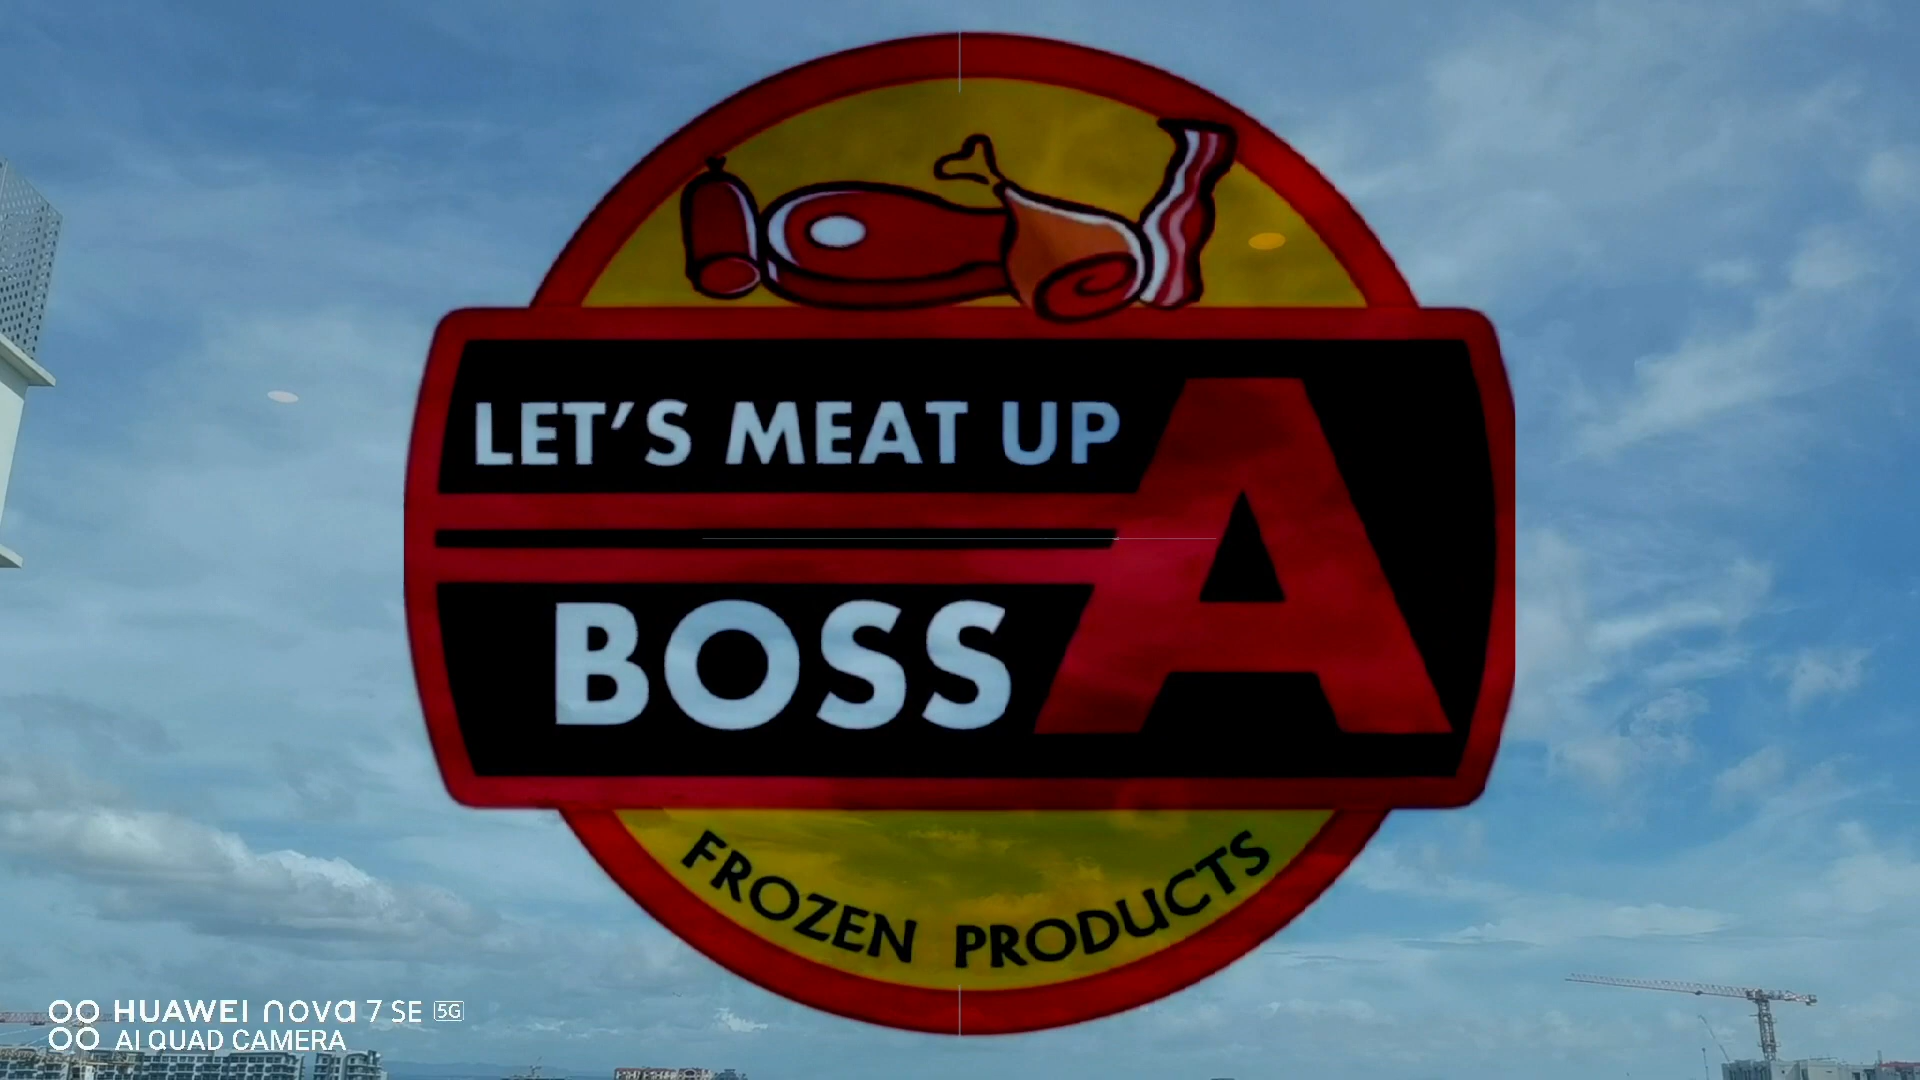 LET'S MEAT UP
BOSS A
FROZEN PRODUCTS
HUAWEI nova 7 SE 5G
AI QUAD CAMERA